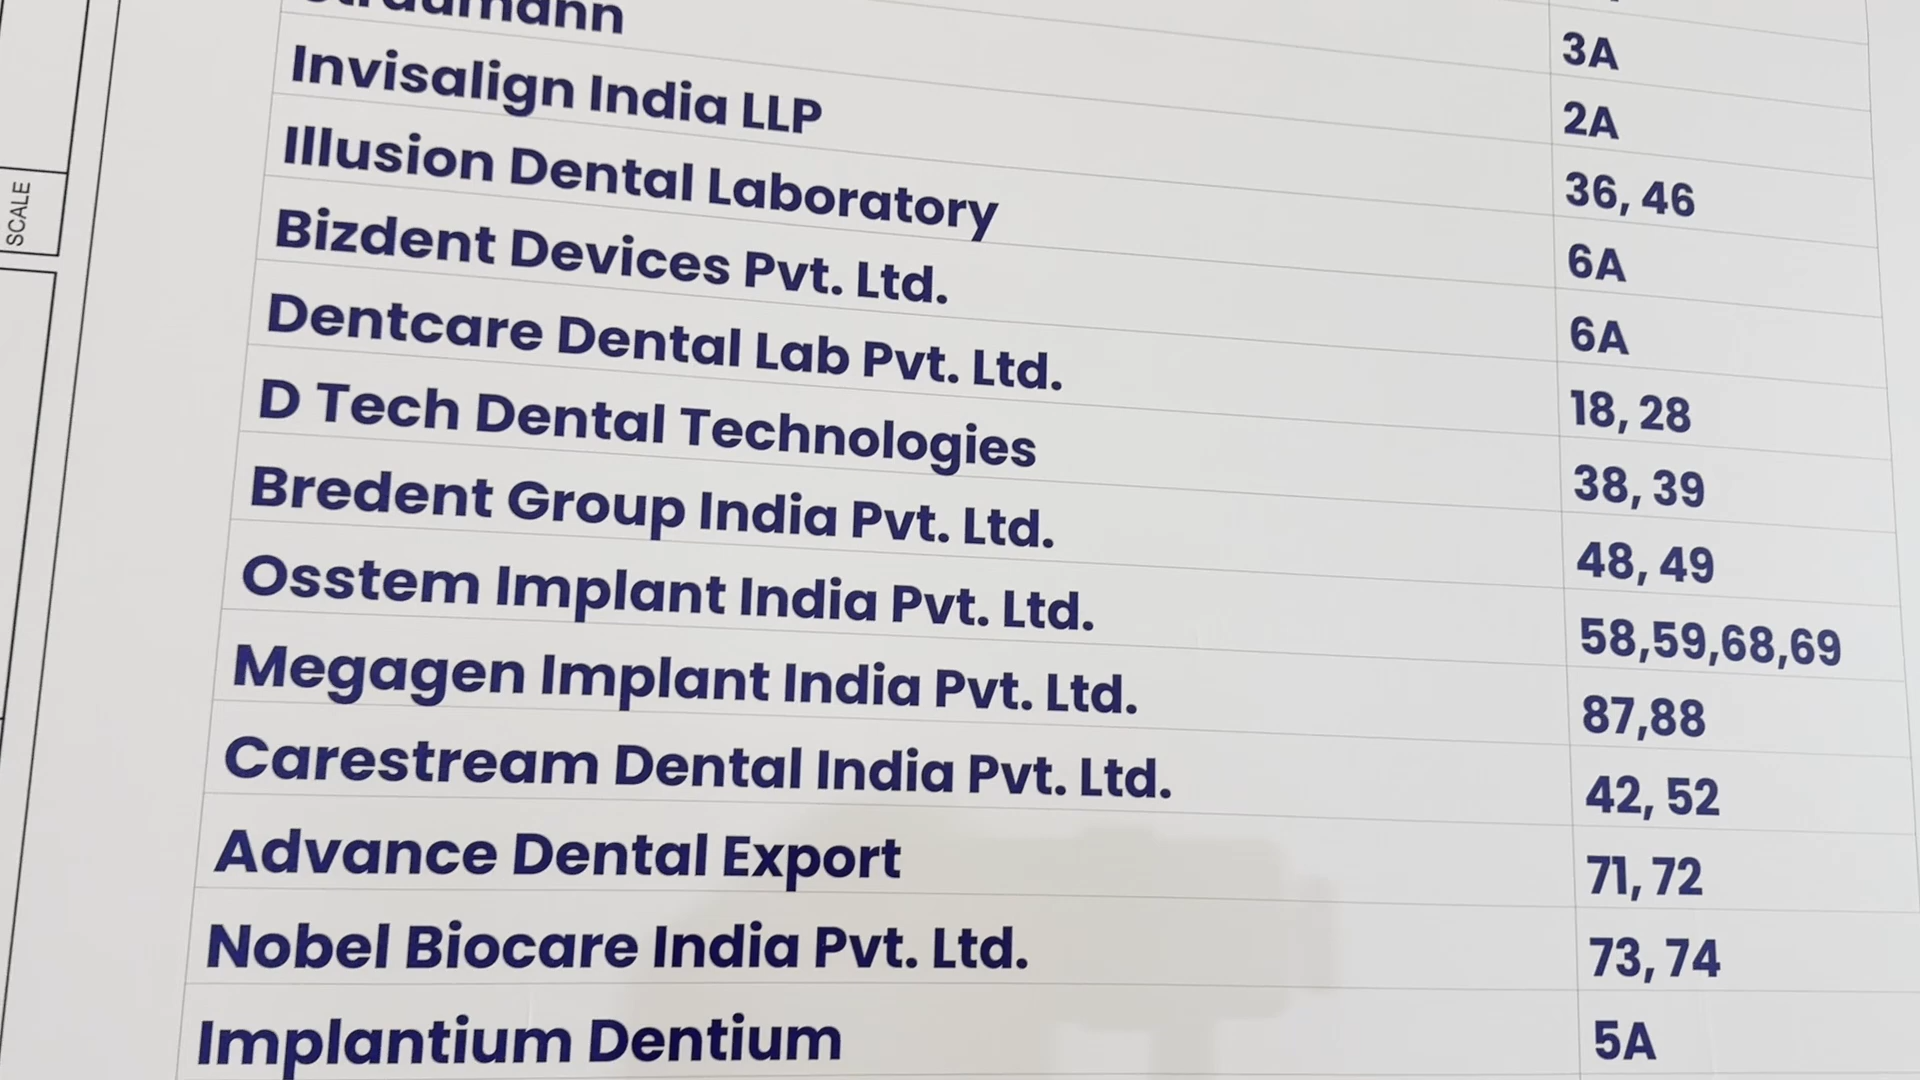 3A
Straumann 2A
Invisalign India LLP 36, 46
Illusion Dental Laboratory 6A
Bizdent Devices Pvt. Ltd. 6A
Dentcare Dental Lab Pvt. Ltd. 18, 28
D Tech Dental Technologies 38, 39
Bredent Group India Pvt. Ltd. 48, 49
Osstem Implant India Pvt. Ltd. 58,59,68,69
Megagen Implant India Pvt. Ltd. 87,88
Carestream Dental India Pvt. Ltd. 42, 52
Advance Dental Export 71, 72
Nobel Biocare India Pvt. Ltd. 73, 74
Implantium Dentium 5A
SCALE